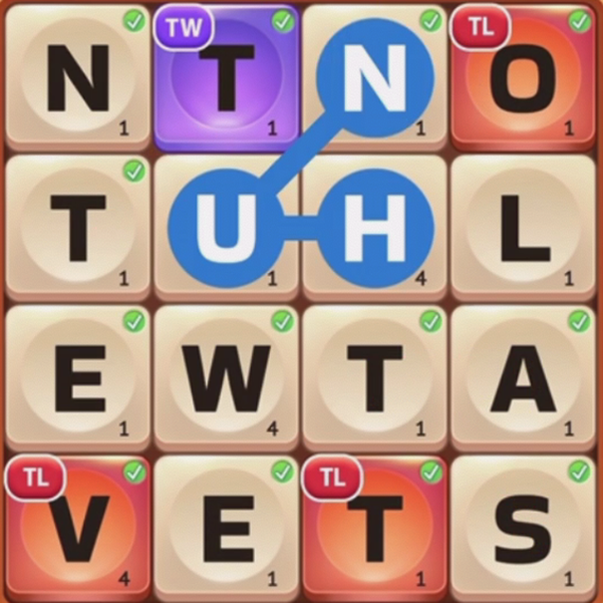 TW TL
N T N O
1 1 1 1
T U H L
1 1 4 1
E W T A
1 4 1 1
TL TL
V E T S
4 1 1 1